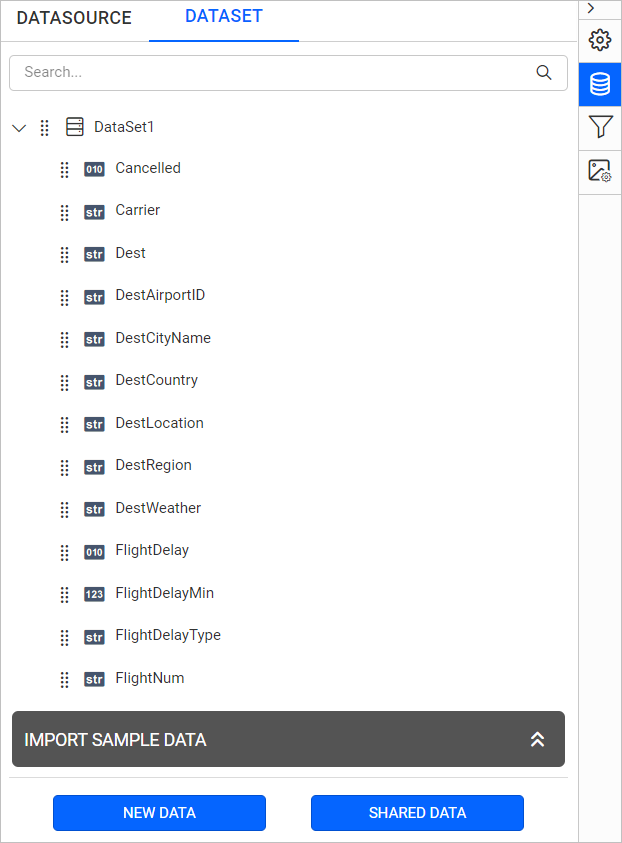 DATASOURCE DATASET
Search...
DataSet1
010 Cancelled
str Carrier
str Dest
str DestAirportID
str DestCityName
str DestCountry
str DestLocation
str DestRegion
str DestWeather
010 FlightDelay
123 FlightDelayMin
str FlightDelayType
str FlightNum
IMPORT SAMPLE DATA
NEW DATA SHARED DATA